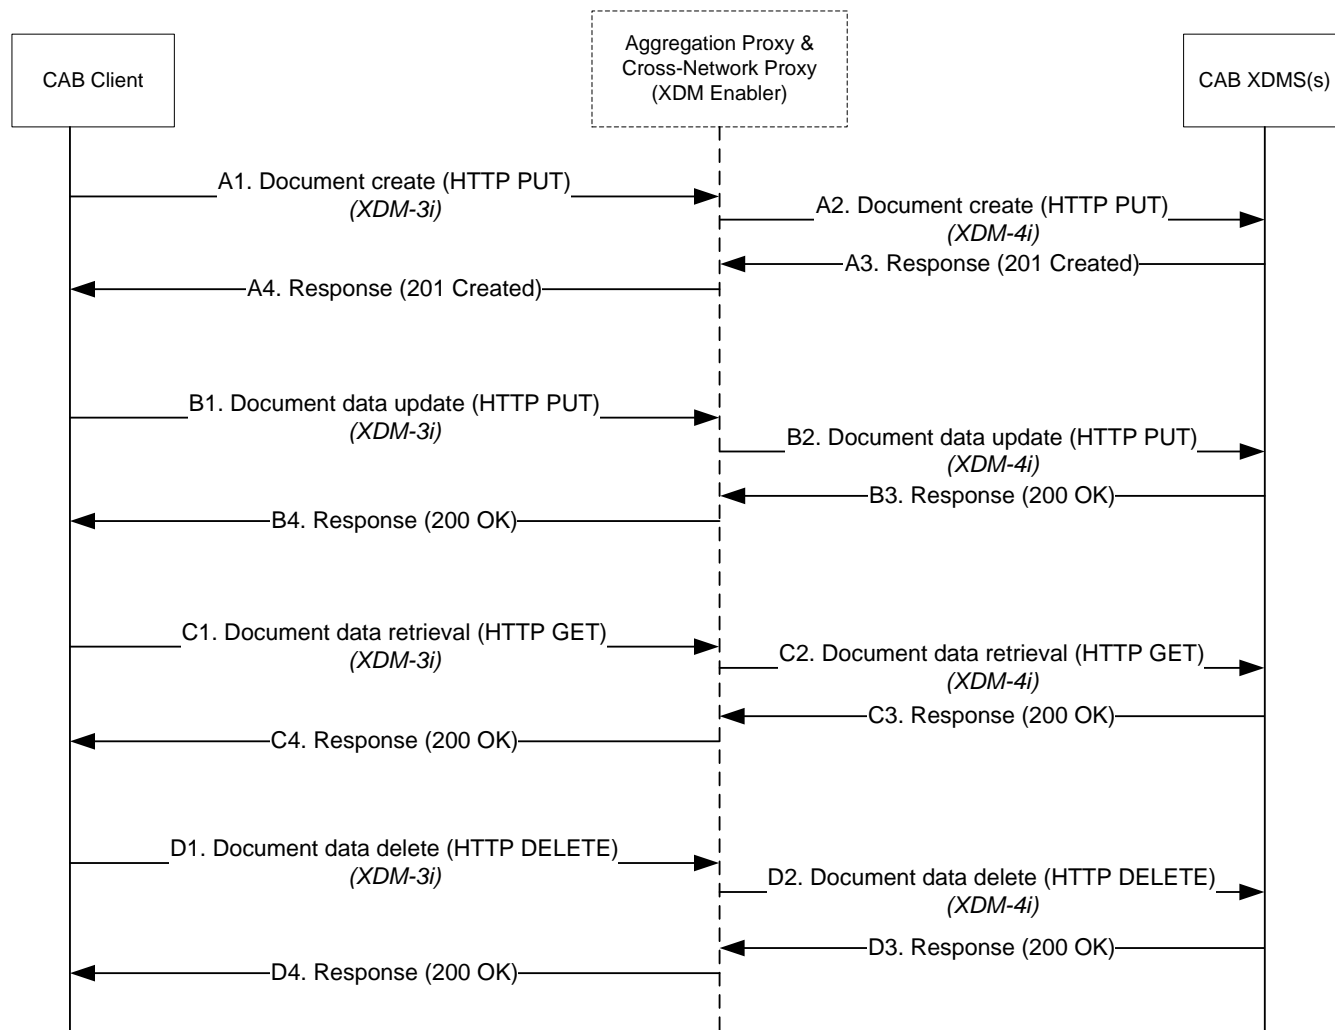 CAB Client
Aggregation Proxy &
Cross-Network Proxy
(XDM Enabler)
CAB XDMS(s)
A1. Document create (HTTP PUT)
(XDM-3i)
A2. Document create (HTTP PUT)
(XDM-4i)
A3. Response (201 Created)
A4. Response (201 Created)
B1. Document data update (HTTP PUT)
(XDM-3i)
B2. Document data update (HTTP PUT)
(XDM-4i)
B3. Response (200 OK)
B4. Response (200 OK)
C1. Document data retrieval (HTTP GET)
(XDM-3i)
C2. Document data retrieval (HTTP GET)
(XDM-4i)
C3. Response (200 OK)
C4. Response (200 OK)
D1. Document data delete (HTTP DELETE)
(XDM-3i)
D2. Document data delete (HTTP DELETE)
(XDM-4i)
D3. Response (200 OK)
D4. Response (200 OK)